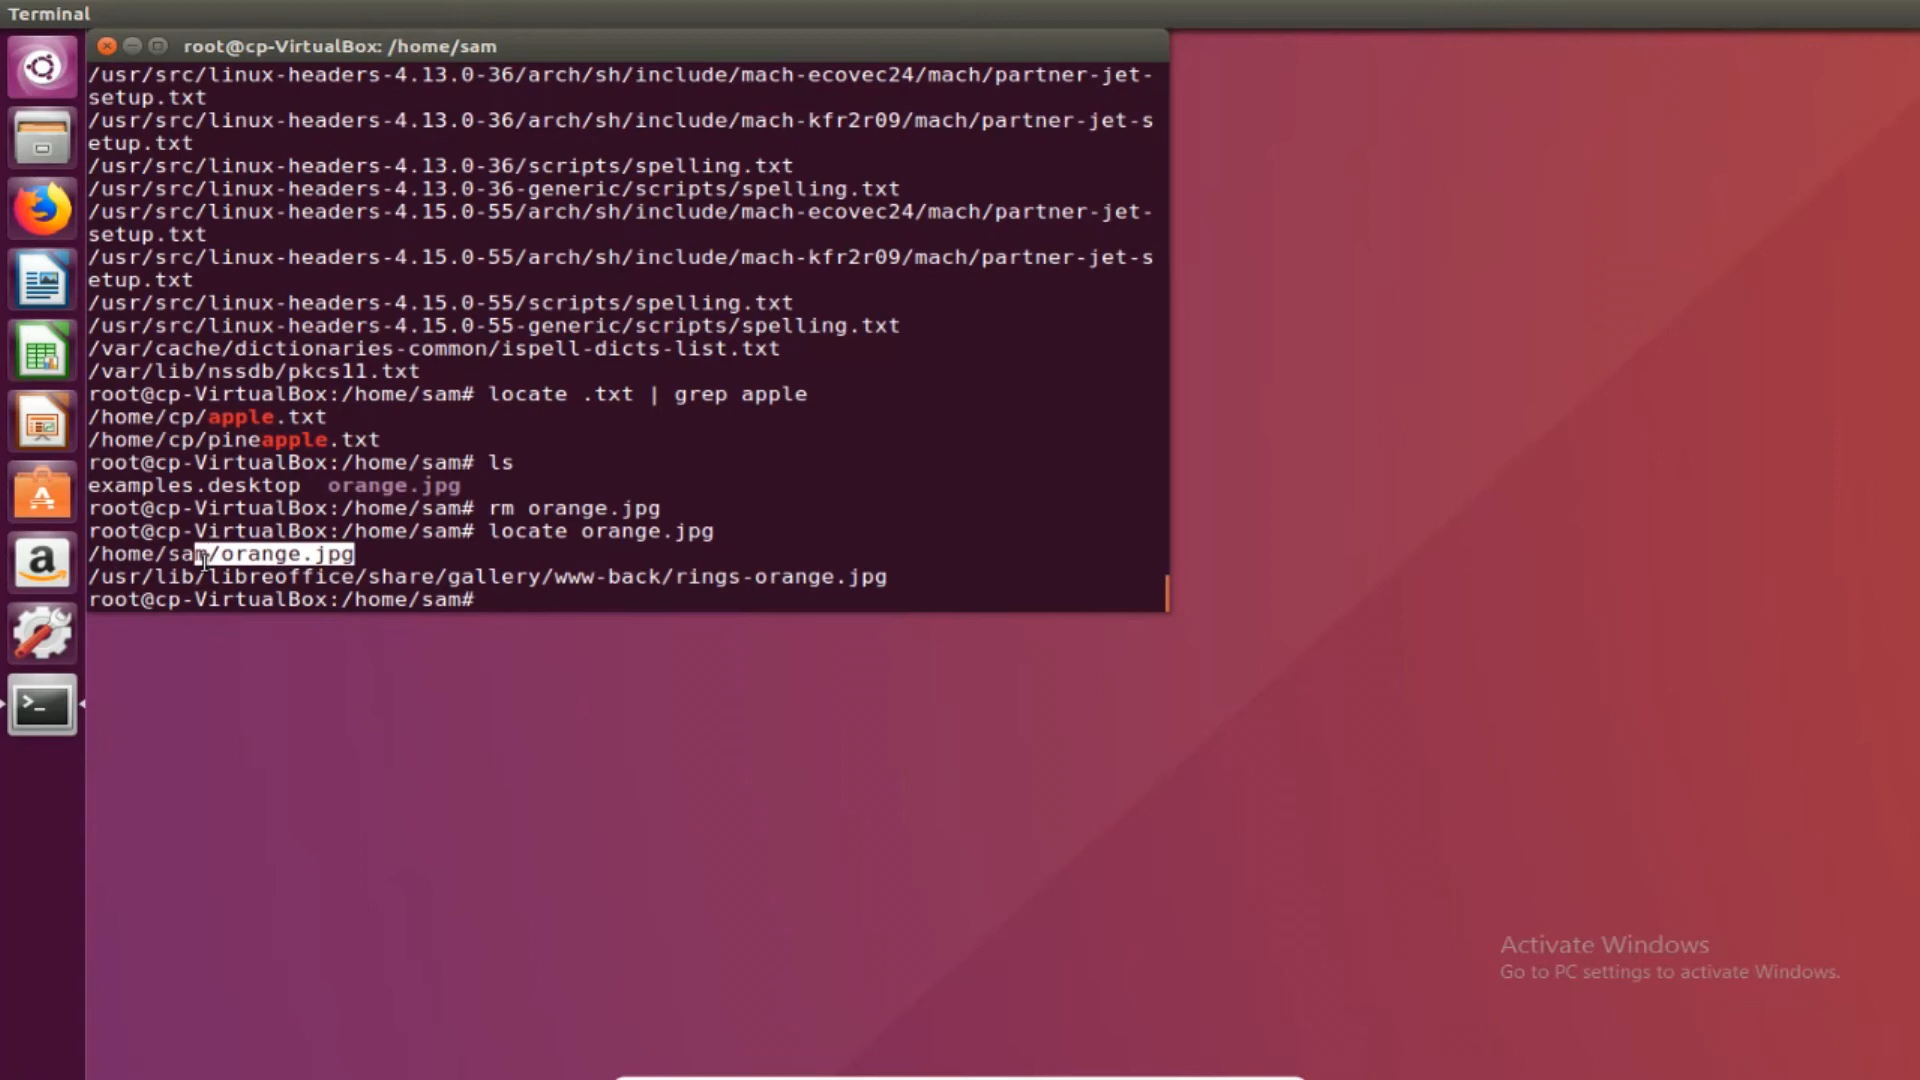 Terminal
root@cp-VirtualBox: /home/sam
/usr/src/linux-headers-4.13.0-36/arch/sh/include/mach-ecovec24/mach/partner-jet-
setup.txt
/usr/src/linux-headers-4.13.0-36/arch/sh/include/mach-kfr2r09/mach/partner-jet-s
etup.txt
/usr/src/linux-headers-4.13.0-36/scripts/spelling.txt
/usr/src/linux-headers-4.13.0-36-generic/scripts/spelling.txt
/usr/src/linux-headers-4.15.0-55/arch/sh/include/mach-ecovec24/mach/partner-jet-
setup.txt
/usr/src/linux-headers-4.15.0-55/arch/sh/include/mach-kfr2r09/mach/partner-jet-s
etup.txt
/usr/src/linux-headers-4.15.0-55/scripts/spelling.txt
/usr/src/linux-headers-4.15.0-55-generic/scripts/spelling.txt
/var/cache/dictionaries-common/ispell-dicts-list.txt
/var/lib/nssdb/pkcs11.txt
root@cp-VirtualBox:/home/sam# locate .txt | grep apple
/home/cp/apple.txt
/home/cp/pineapple.txt
root@cp-VirtualBox:/home/sam# ls
examples.desktop  orange.jpg
root@cp-VirtualBox:/home/sam# rm orange.jpg
root@cp-VirtualBox:/home/sam# locate orange.jpg
/home/sam/orange.jpg
/usr/lib/libreoffice/share/gallery/www-back/rings-orange.jpg
root@cp-VirtualBox:/home/sam#
Activate Windows
Go to PC settings to activate Windows.